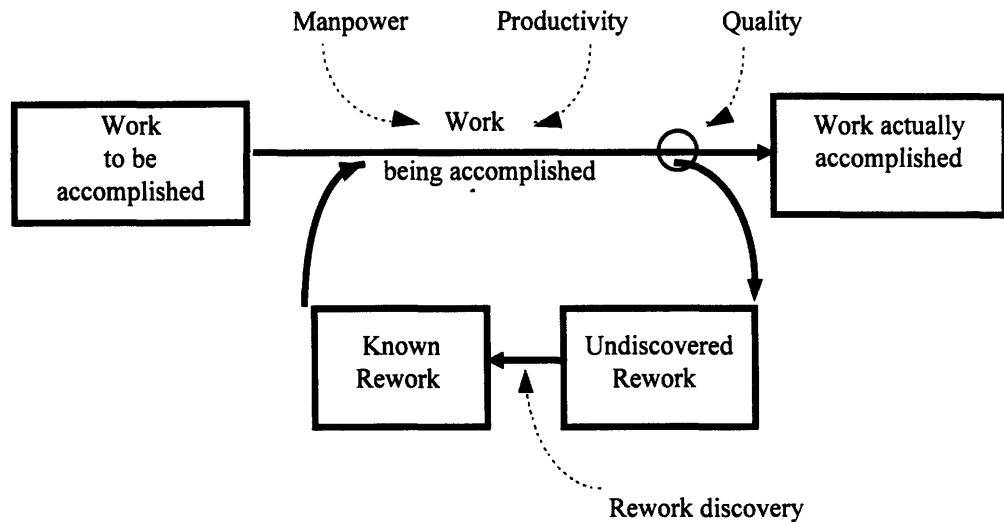 Manpower
Productivity
Quality
Work
to be
accomplished
Work
being accomplished
Work actually
accomplished
Known
Rework
Undiscovered
Rework
Rework discovery